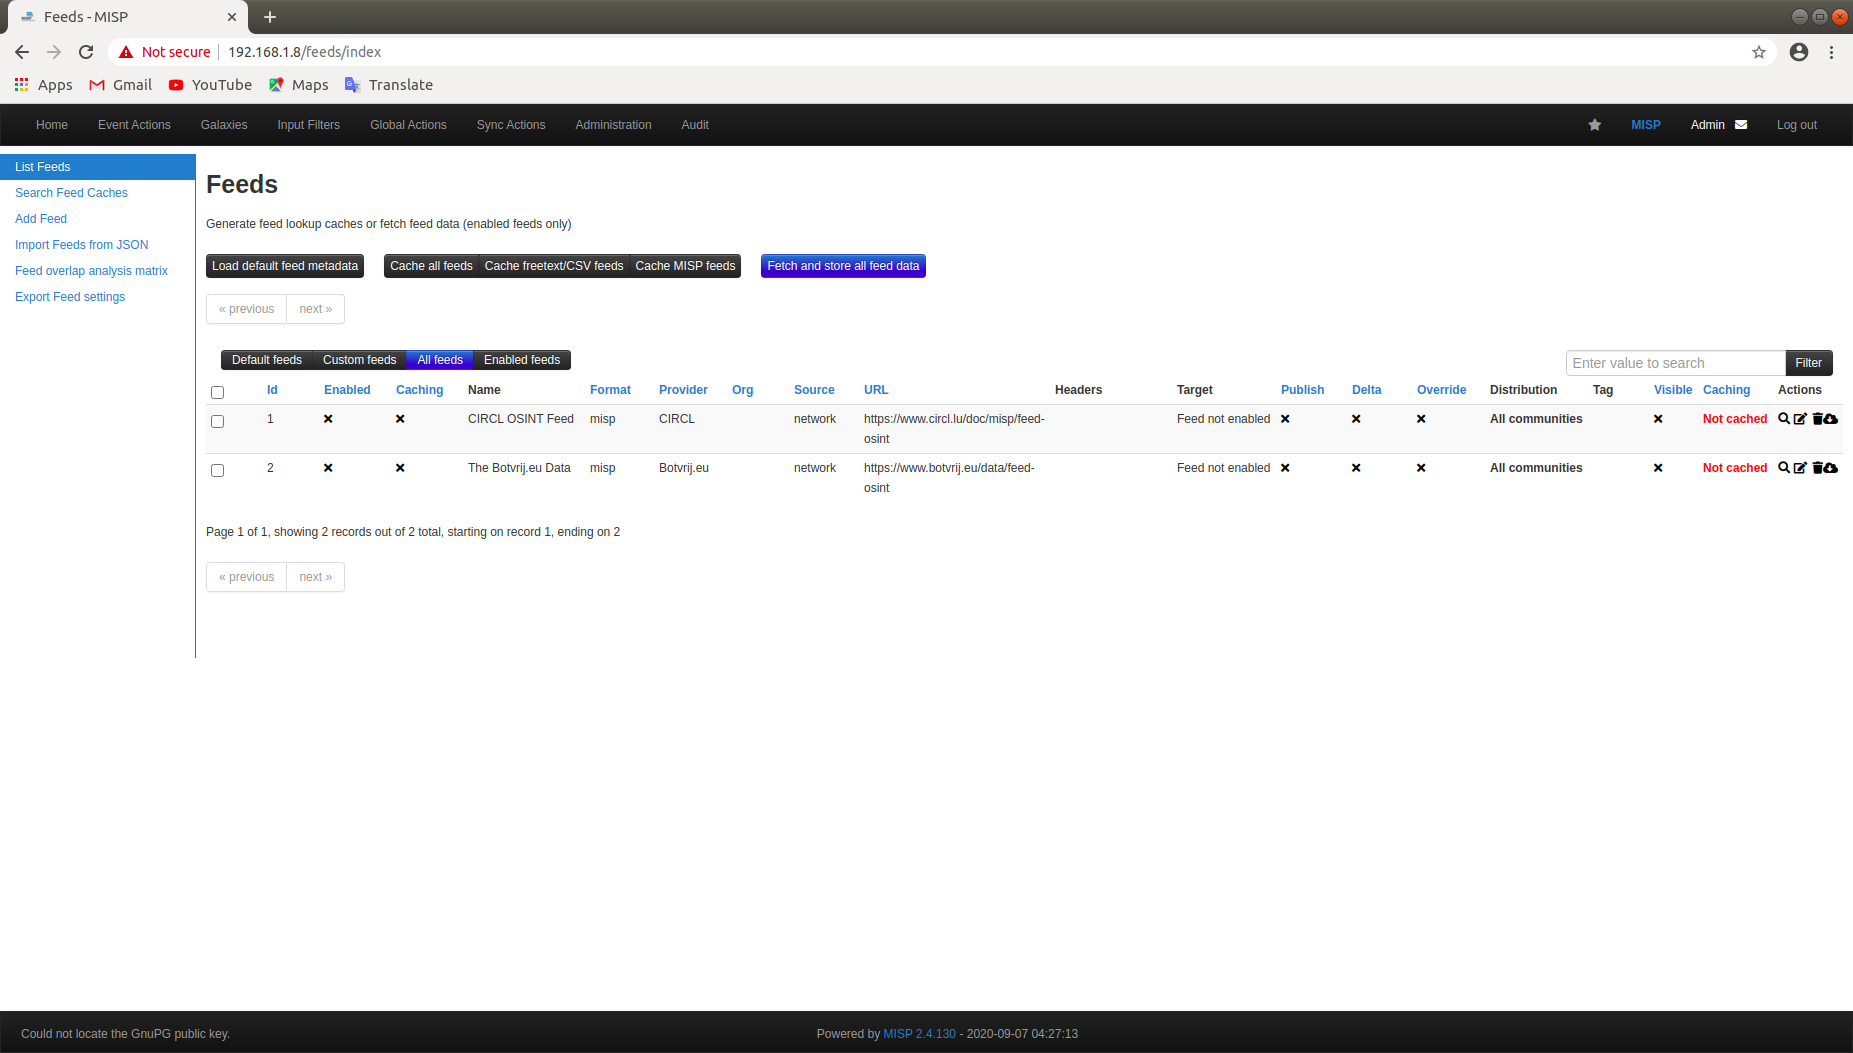 Feeds - MISP
Not secure 192.168.1.8/feeds/index
Apps Gmail YouTube Maps Translate
Home Event Actions Galaxies Input Filters Global Actions Sync Actions Administration Audit MISP Admin Log out
List Feeds
Search Feed Caches
Add Feed
Import Feeds from JSON
Feed overlap analysis matrix
Export Feed settings
Feeds
Generate feed lookup caches or fetch feed data (enabled feeds only)
Load default feed metadata Cache all feeds Cache freetext/CSV feeds Cache MISP feeds Fetch and store all feed data
« previous next »
Default feeds Custom feeds All feeds Enabled feeds Enter value to search Filter
Id Enabled Caching Name Format Provider Org Source URL Headers Target Publish Delta Override Distribution Tag Visible Caching Actions
1 CIRCL OSINT Feed misp CIRCL network https://www.circl.lu/doc/misp/feed- Feed not enabled All communities Not cached
osint
2 The Botvrij.eu Data misp Botvrij.eu network https://www.botvrij.eu/data/feed- Feed not enabled All communities Not cached
osint
Page 1 of 1, showing 2 records out of 2 total, starting on record 1, ending on 2
« previous next »
Could not locate the GnuPG public key. Powered by MISP 2.4.130 - 2020-09-07 04:27:13